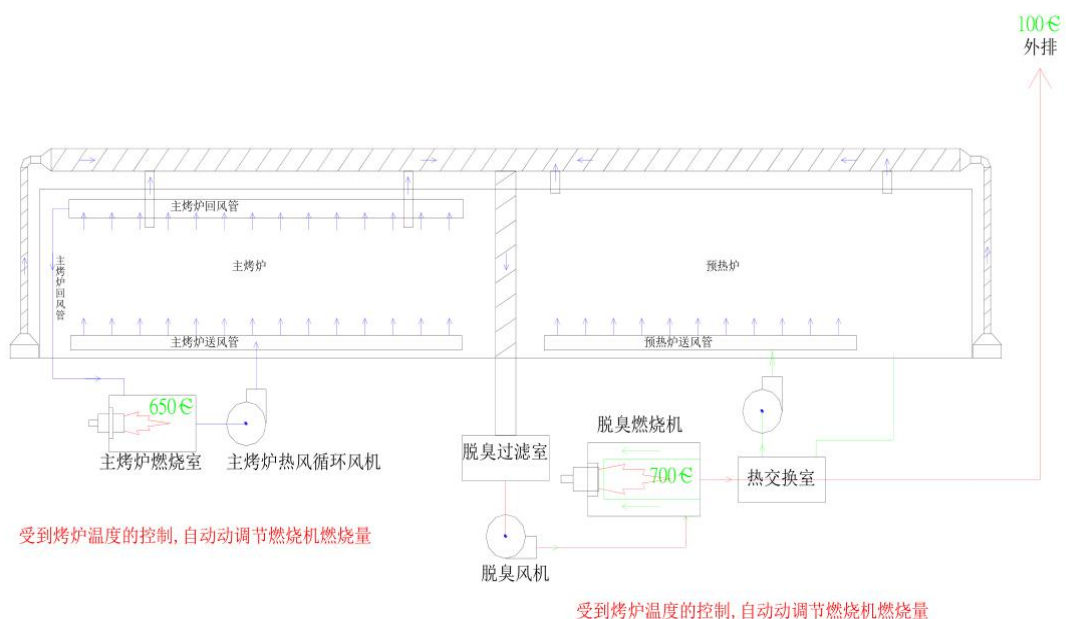 100℃
外排
主烤炉回风管
主烤炉回风管
主烤炉
预热炉
主烤炉送风管
预热炉送风管
650℃
主烤炉燃烧室
主烤炉热风循环风机
脱臭过滤室
脱臭燃烧机
700℃
热交换室
脱臭风机
受到烤炉温度的控制,自动动调节燃烧机燃烧量
受到烤炉温度的控制,自动动调节燃烧机燃烧量